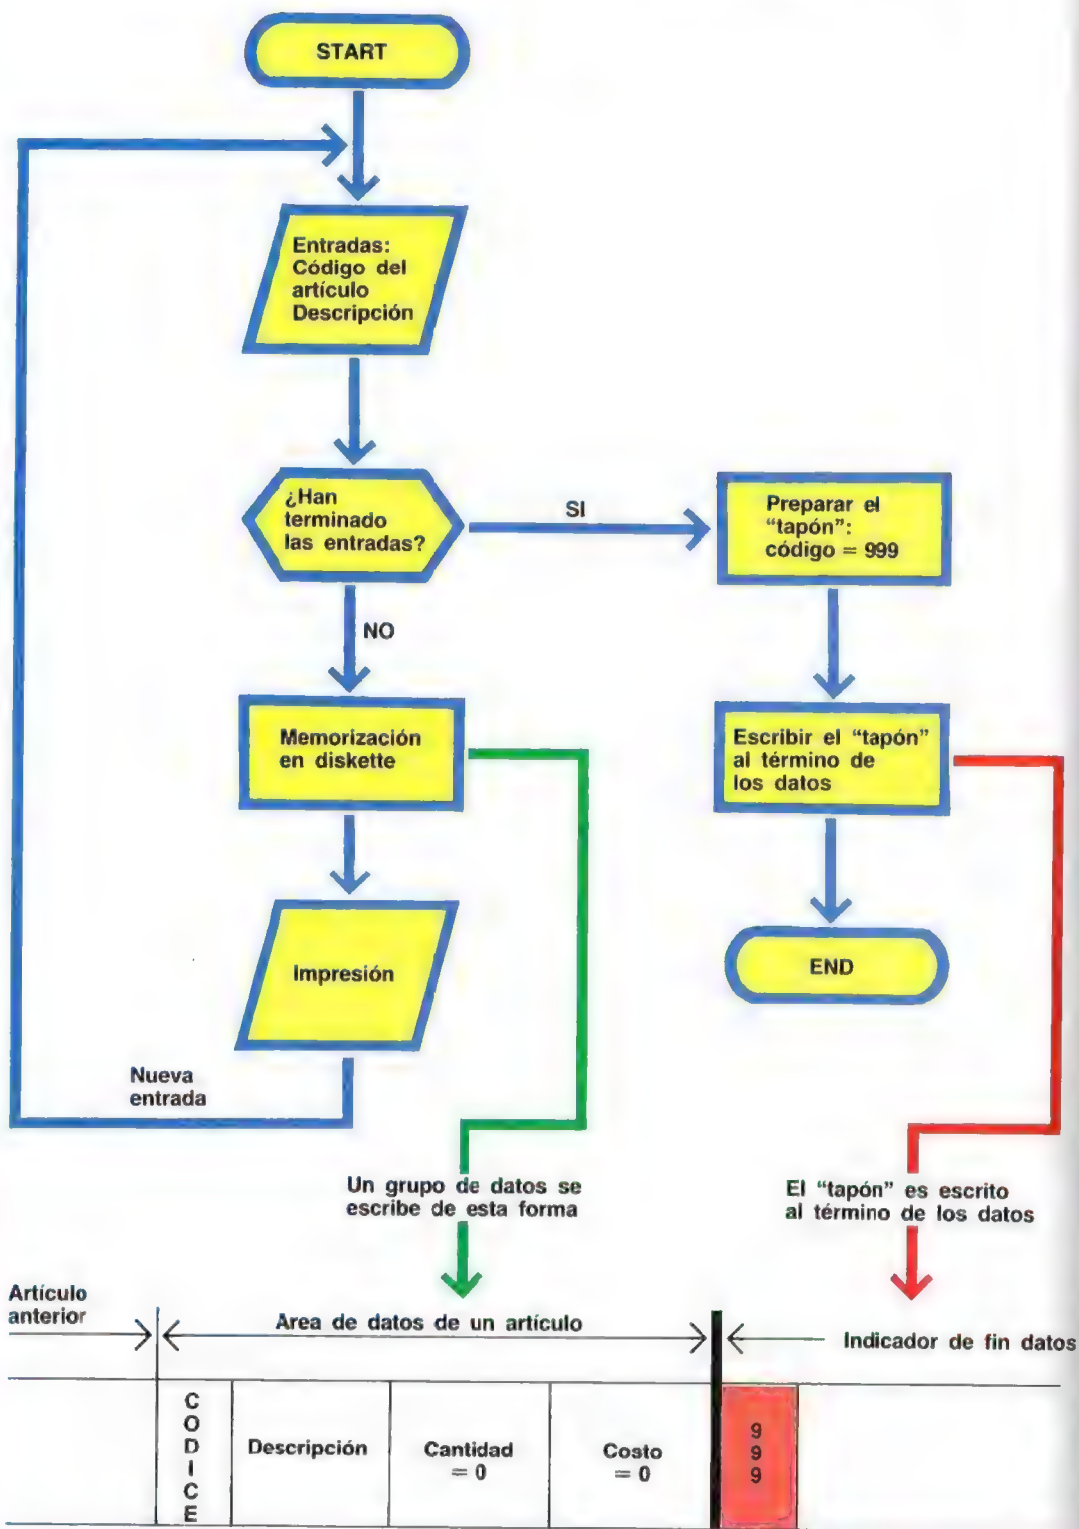 START
Entradas:
Código del
artículo
Descripción
¿Han
terminado
las entradas?
SI
Preparar el
“tapón”:
código = 999
NO
Memorización
en diskette
Escribir el “tapón”
al término de
los datos
Impresión
END
Nueva
entrada
Un grupo de datos se
escribe de esta forma
El “tapón” es escrito
al término de los datos
Artículo
anterior
Area de datos de un artículo
Indicador de fin datos
C
O
D
I
C
E
Descripción
Cantidad
= 0
Costo
= 0
9
9
9